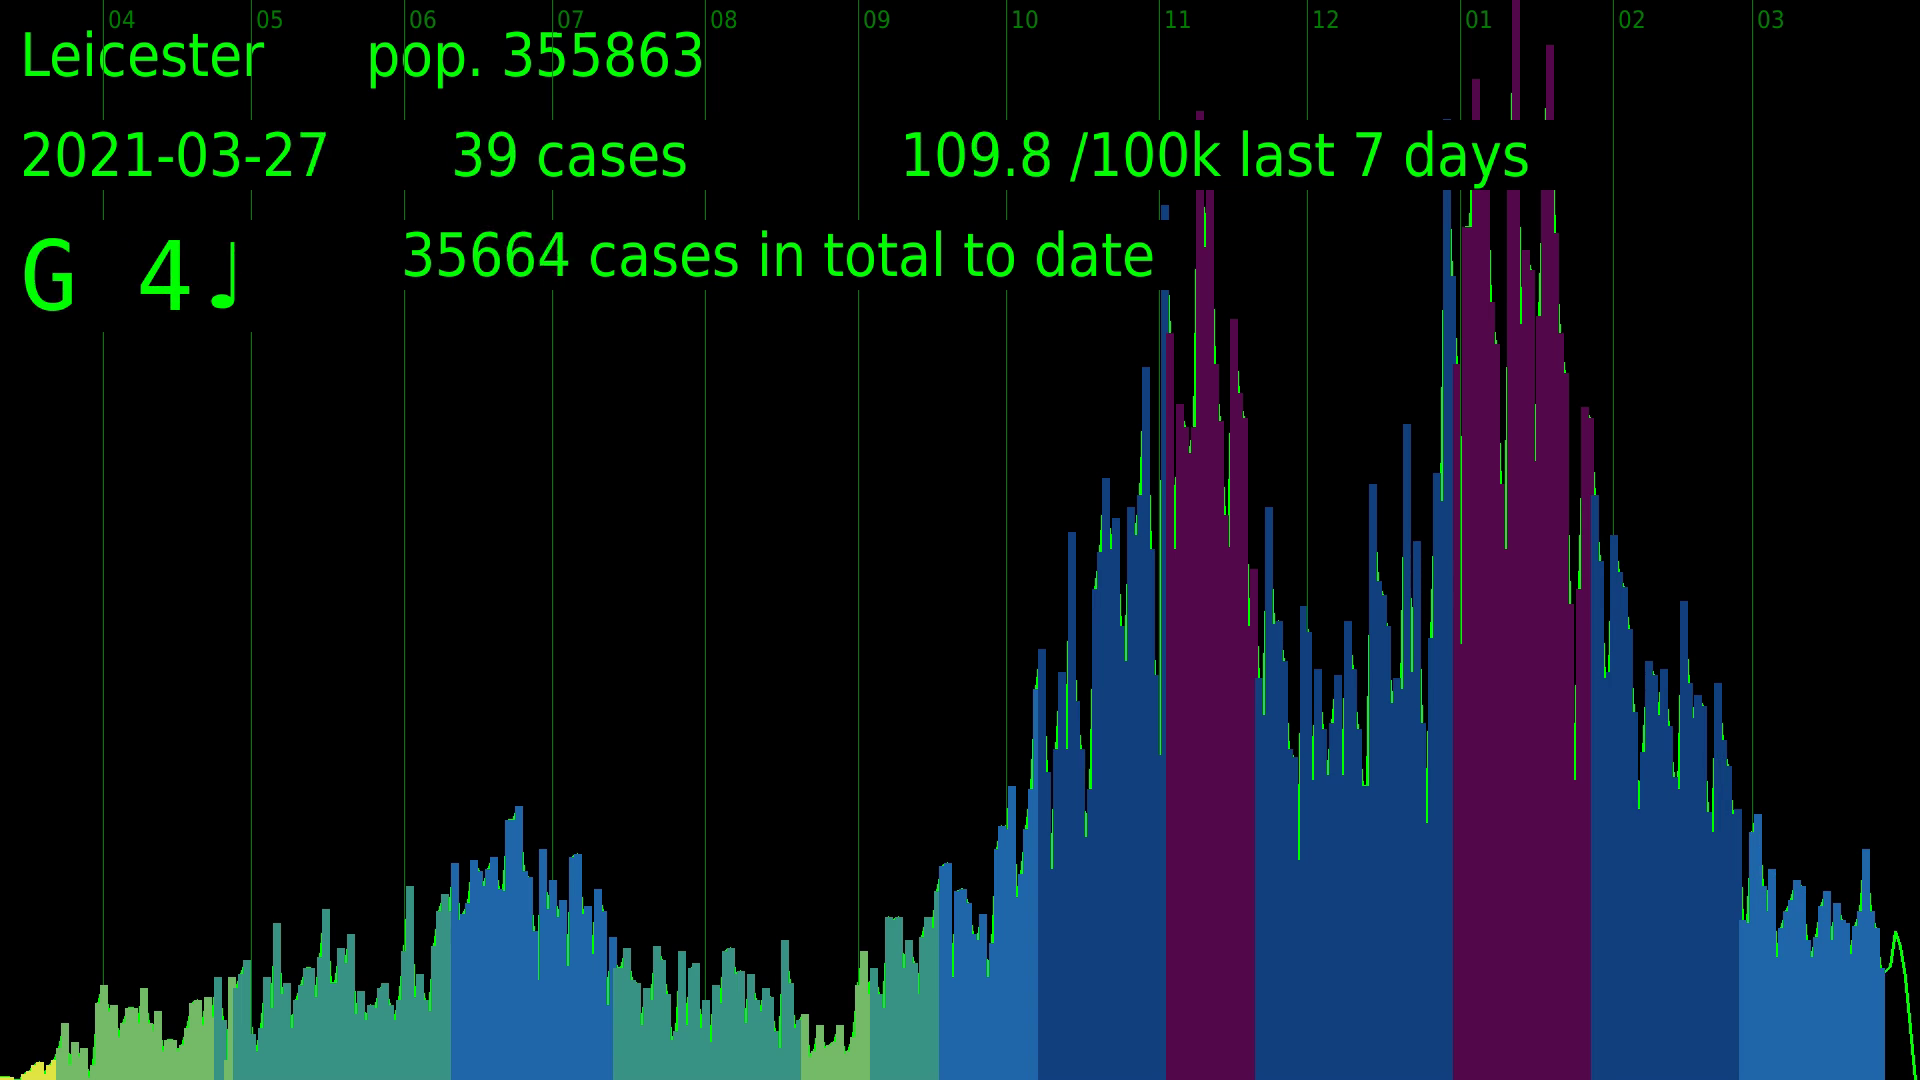 04 05 06 07 08 09 10 11 12 01 02 03
Leicester pop. 355863
2021-03-27 39 cases 109.8 /100k last 7 days
G 4♩ 35664 cases in total to date